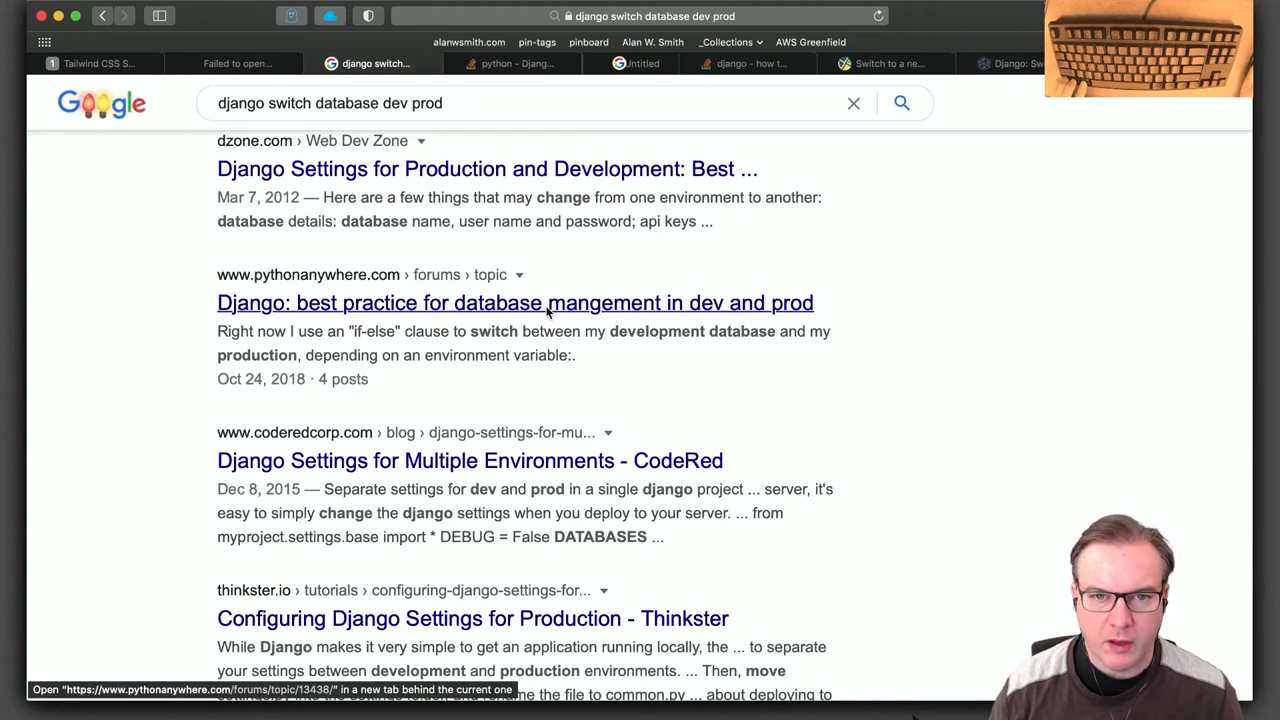 django switch database dev prod
alanwsmith.com pin-tags pinboard Alan W. Smith _Collections AWS Greenfield
1 Tailwind CSS S... Failed to open... django switch... python - Djang... Untitled django - how t... Switch to a ne... Django: Sw
Google django switch database dev prod
dzone.com › Web Dev Zone
Django Settings for Production and Development: Best ...
Mar 7, 2012 — Here are a few things that may change from one environment to another:
database details: database name, user name and password; api keys ...
www.pythonanywhere.com › forums › topic
Django: best practice for database mangement in dev and prod
Right now I use an "if-else" clause to switch between my development database and my
production, depending on an environment variable:.
Oct 24, 2018 · 4 posts
www.coderedcorp.com › blog › django-settings-for-mu...
Django Settings for Multiple Environments - CodeRed
Dec 8, 2015 — Separate settings for dev and prod in a single django project ... server, it's
easy to simply change the django settings when you deploy to your server. ... from
myproject.settings.base import * DEBUG = False DATABASES ...
thinkster.io › tutorials › configuring-django-settings-for...
Configuring Django Settings for Production - Thinkster
While Django makes it very simple to get an application running locally, the ... to separate
your settings between development and production environments. ... Then, move
Open "https://www.pythonanywhere.com/forums/topic/13438/" in a new tab behind the current one
me the file to common.py ... about deploying to